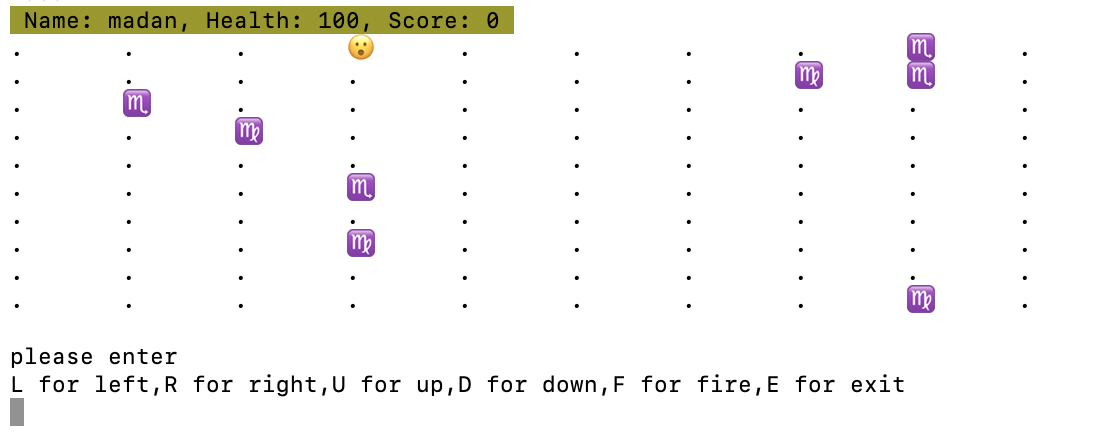 Name: madan, Health: 100, Score: 0
. . . 😮 . . . . ♏ .
. . . . . . . ♍ ♏ .
. ♏ . . . . . . . .
. . ♍ . . . . . . .
. . . . . . . . . .
. . . ♏ . . . . . .
. . . . . . . . . .
. . . ♍ . . . . . .
. . . . . . . . . .
. . . . . . . . ♍ .
please enter
L for left,R for right,U for up,D for down,F for fire,E for exit